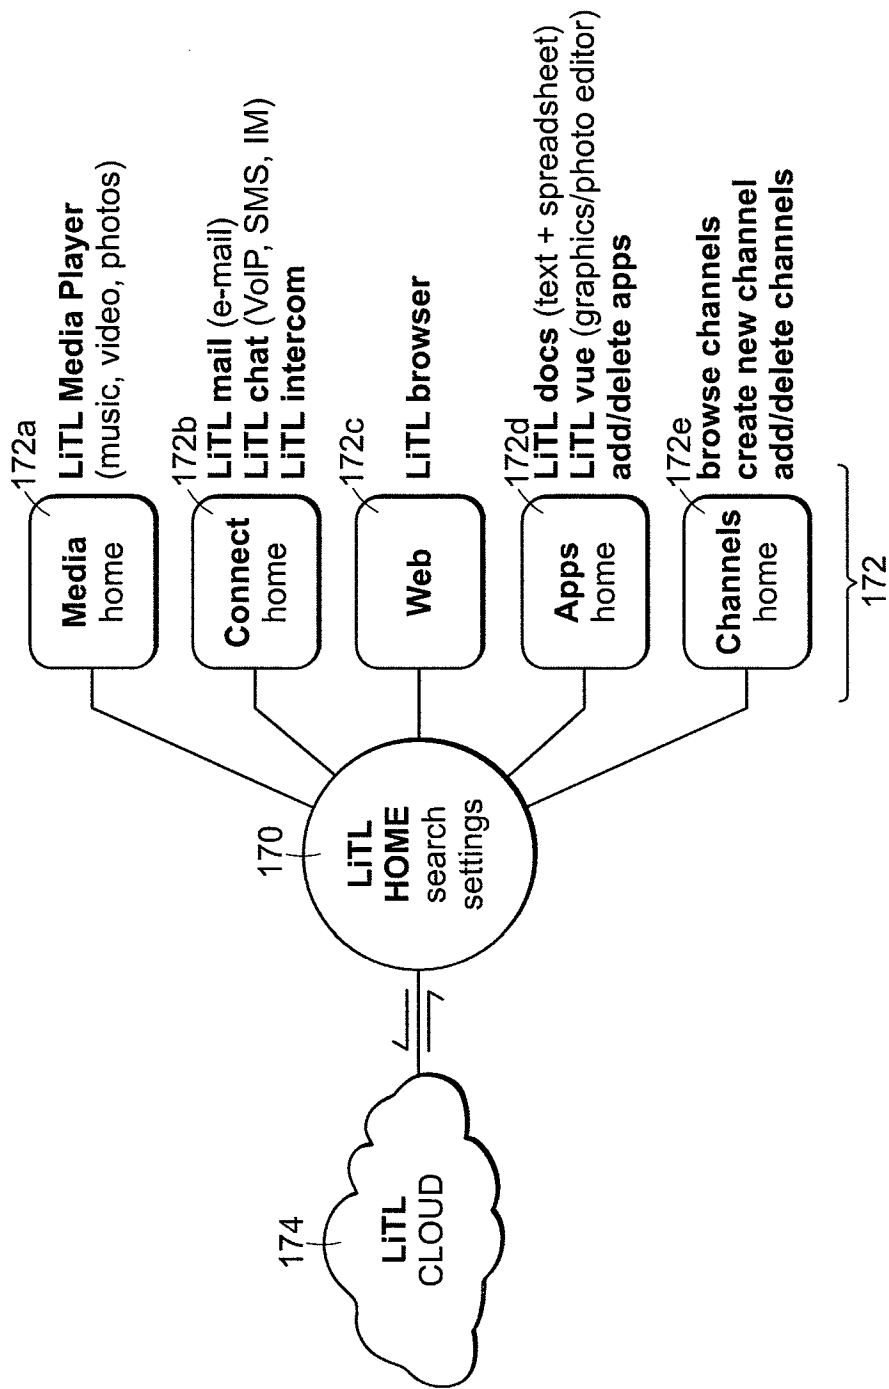 172a
Media
home
LiTL Media Player
(music, video, photos)
172b
Connect
home
LiTL mail (e-mail)
LiTL chat (VoIP, SMS, IM)
LiTL intercom
172c
Web
LiTL browser
172d
Apps
home
LiTL docs (text + spreadsheet)
LiTL vue (graphics/photo editor)
add/delete apps
172e
Channels
home
browse channels
create new channel
add/delete channels
172
170
LiTL
HOME
search
settings
174
LiTL
CLOUD